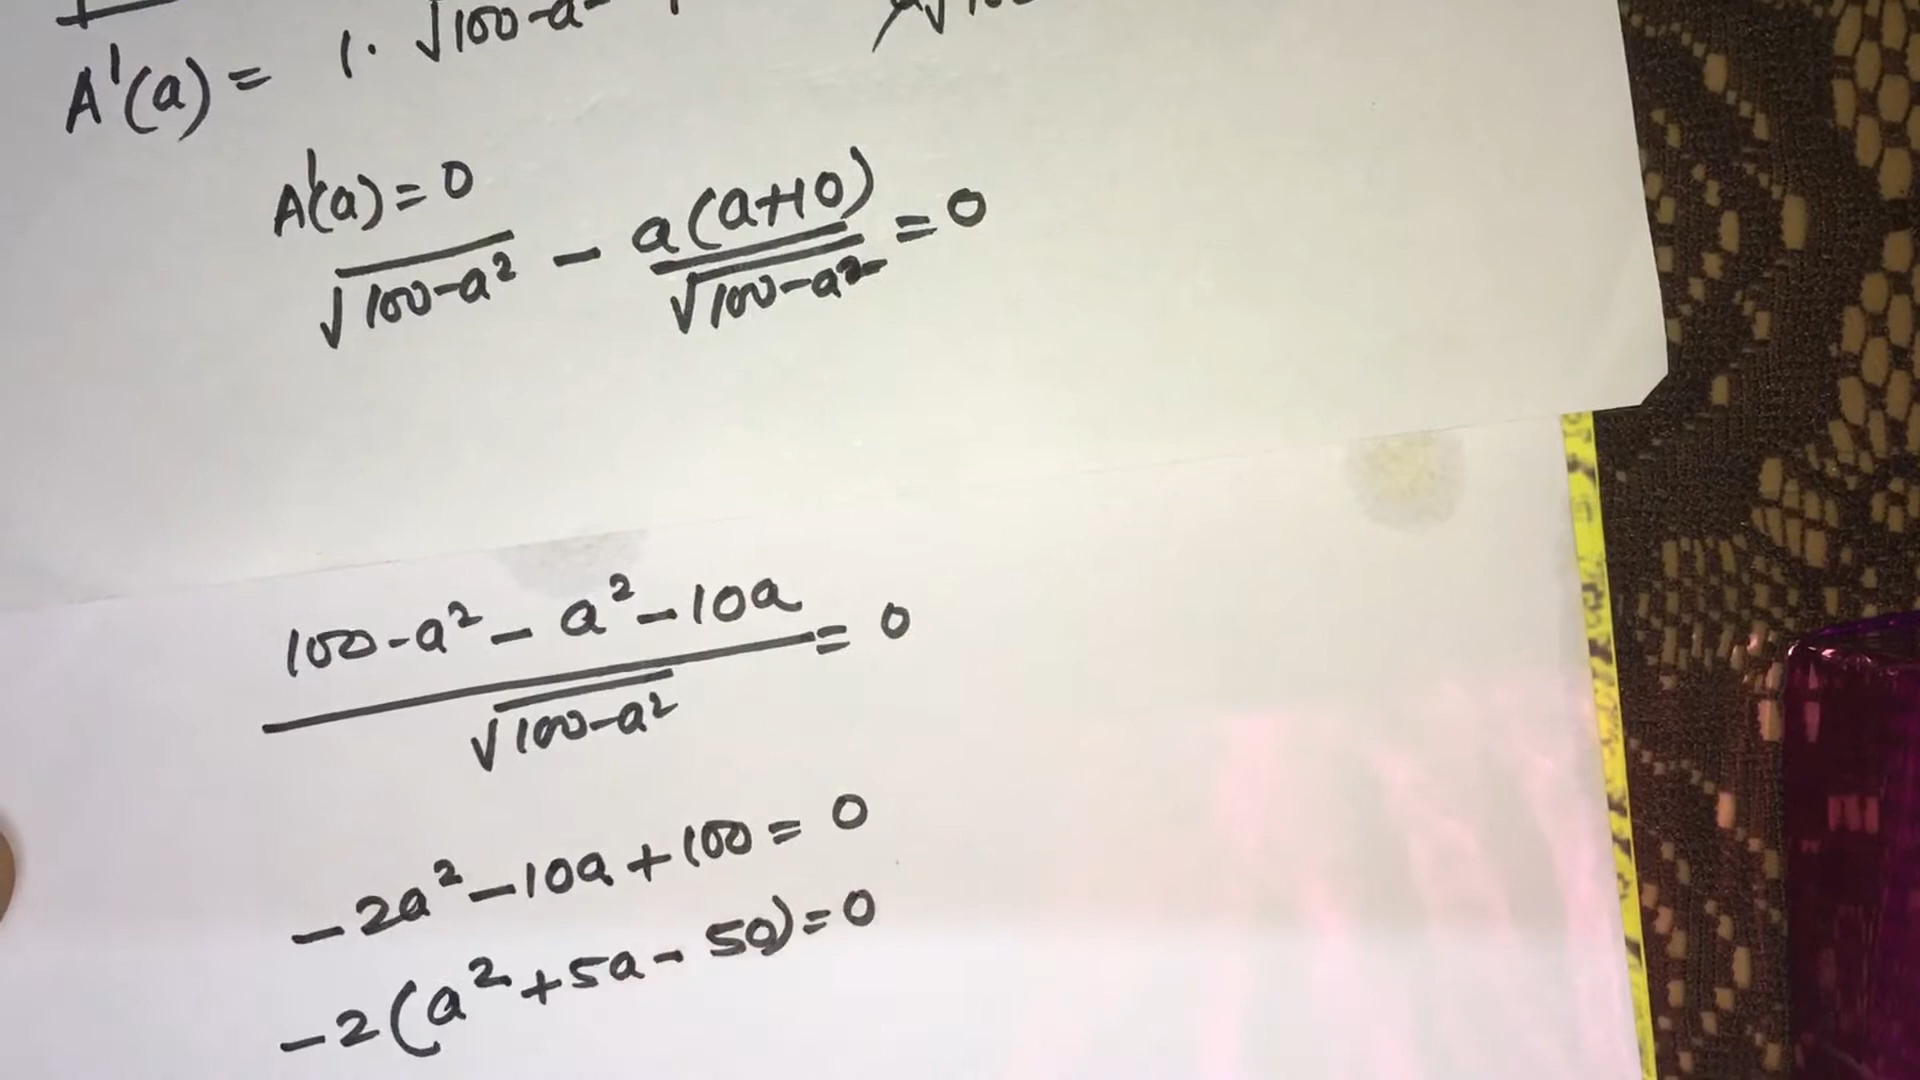 A'(a) = 1. √100-a²
A'(a) = 0
√100-a² - a(a+10)/√100-a² = 0
100-a² - a² - 10a / √100-a² = 0
-2a² - 10a + 100 = 0
-2(a² + 5a - 50) = 0